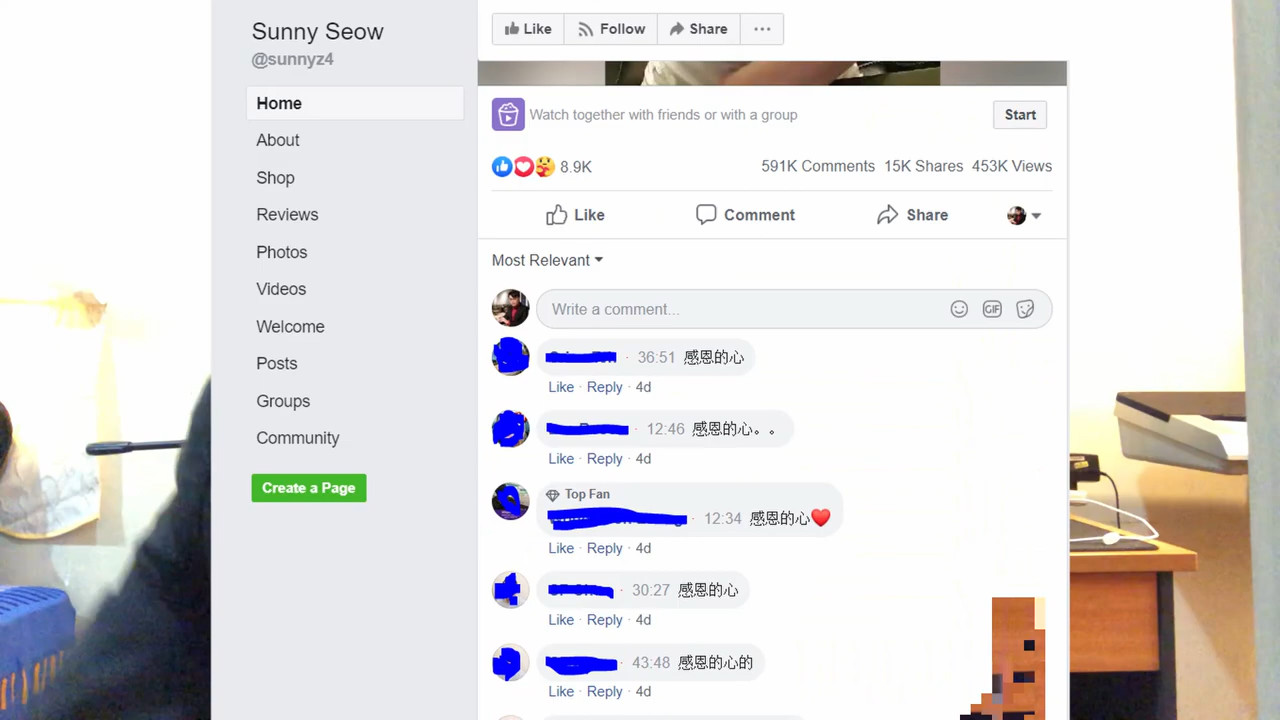 Sunny Seow
@sunnyz4
Home
About
Shop
Reviews
Photos
Videos
Welcome
Posts
Groups
Community
Create a Page
Like Follow Share ···
Watch together with friends or with a group Start
8.9K 591K Comments 15K Shares 453K Views
Like Comment Share
Most Relevant
Write a comment... GIF
· 36:51 感恩的心
Like · Reply · 4d
12:46 感恩的心。。
Like · Reply · 4d
Top Fan
· 12:34 感恩的心❤️
Like · Reply · 4d
· 30:27 感恩的心
Like · Reply · 4d
· 43:48 感恩的心的
Like · Reply · 4d